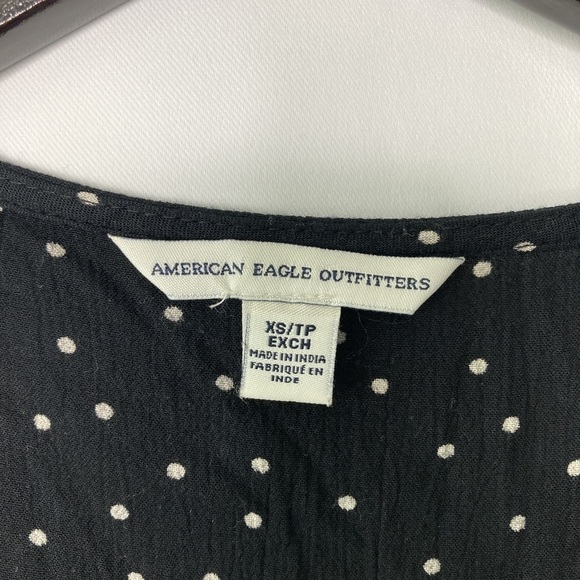 AMERICAN EAGLE OUTFITTERS
XS/TP
EXCH
MADE IN INDIA
FABRIQUÉ EN
INDE